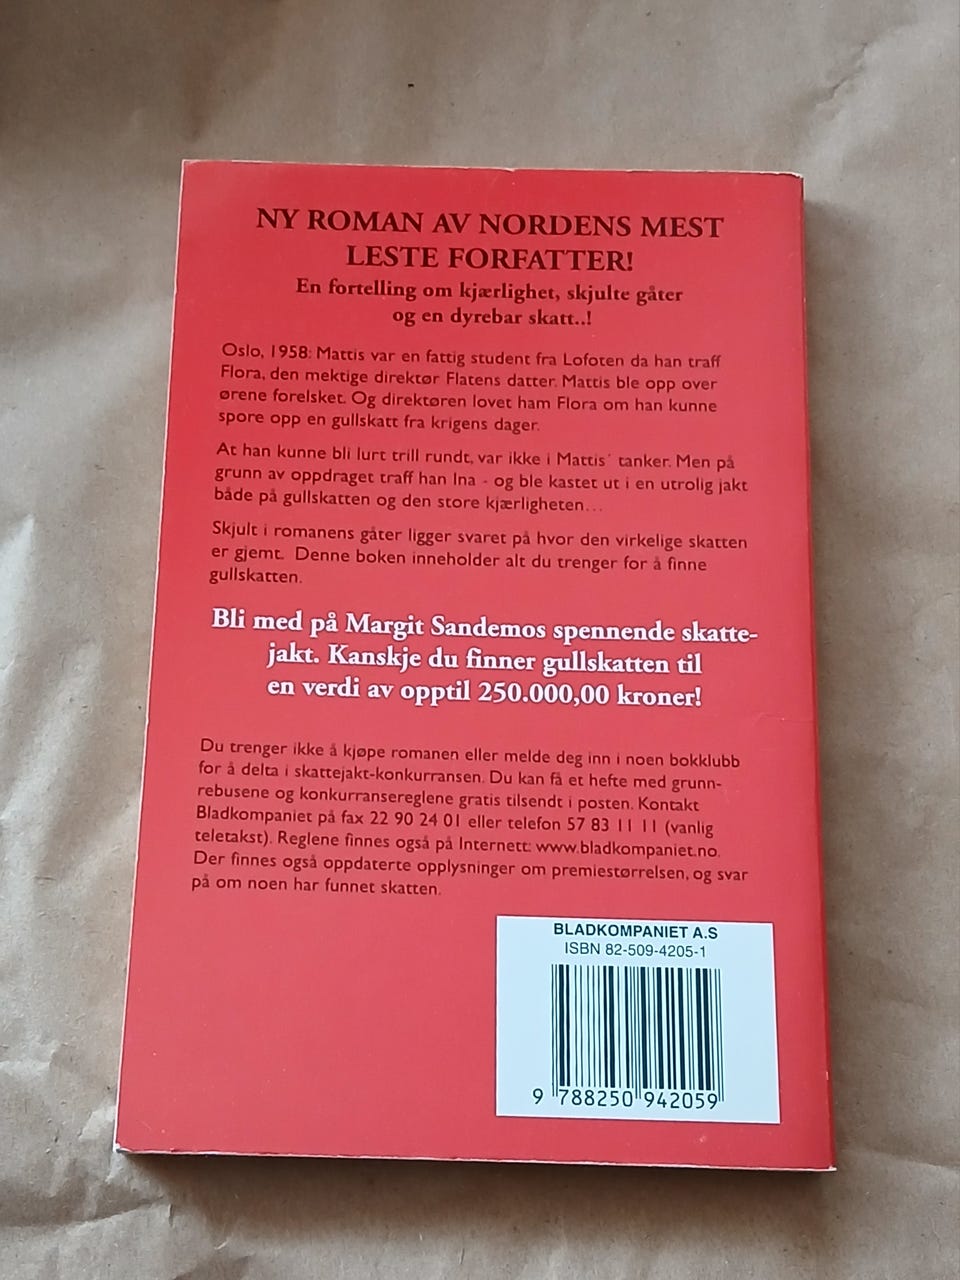 NY ROMAN AV NORDENS MEST
LESTE FORFATTER!
En fortelling om kjærlighet, skjulte gåter
og en dyrebar skatt..!
Oslo, 1958: Mattis var en fattig student fra Lofoten da han traff
Flora, den mektige direktør Flatens datter. Mattis ble opp over
ørene forelsket. Og direktøren lovet ham Flora om han kunne
spore opp en gullskatt fra krigens dager.
At han kunne bli lurt trill rundt, var ikke i Mattis´ tanker. Men på
grunn av oppdraget traff han Ina - og ble kastet ut i en utrolig jakt
både på gullskatten og den store kjærligheten...
Skjult i romanens gåter ligger svaret på hvor den virkelige skatten
er gjemt. Denne boken inneholder alt du trenger for å finne
gullskatten.
Bli med på Margit Sandemos spennende skatte-
jakt. Kanskje du finner gullskatten til
en verdi av opptil 250.000,00 kroner!
Du trenger ikke å kjøpe romanen eller melde deg inn i noen bokklubb
for å delta i skattejakt-konkurransen. Du kan få et hefte med grunn-
rebusene og konkurransereglene gratis tilsendt i posten. Kontakt
Bladkompaniet på fax 22 90 24 01 eller telefon 57 83 11 11 (vanlig
teletakst). Reglene finnes også på Internett: www.bladkompaniet.no.
Der finnes også oppdaterte opplysninger om premiestørrelsen, og svar
på om noen har funnet skatten.
BLADKOMPANIET A.S
ISBN 82-509-4205-1
9 788250 942059